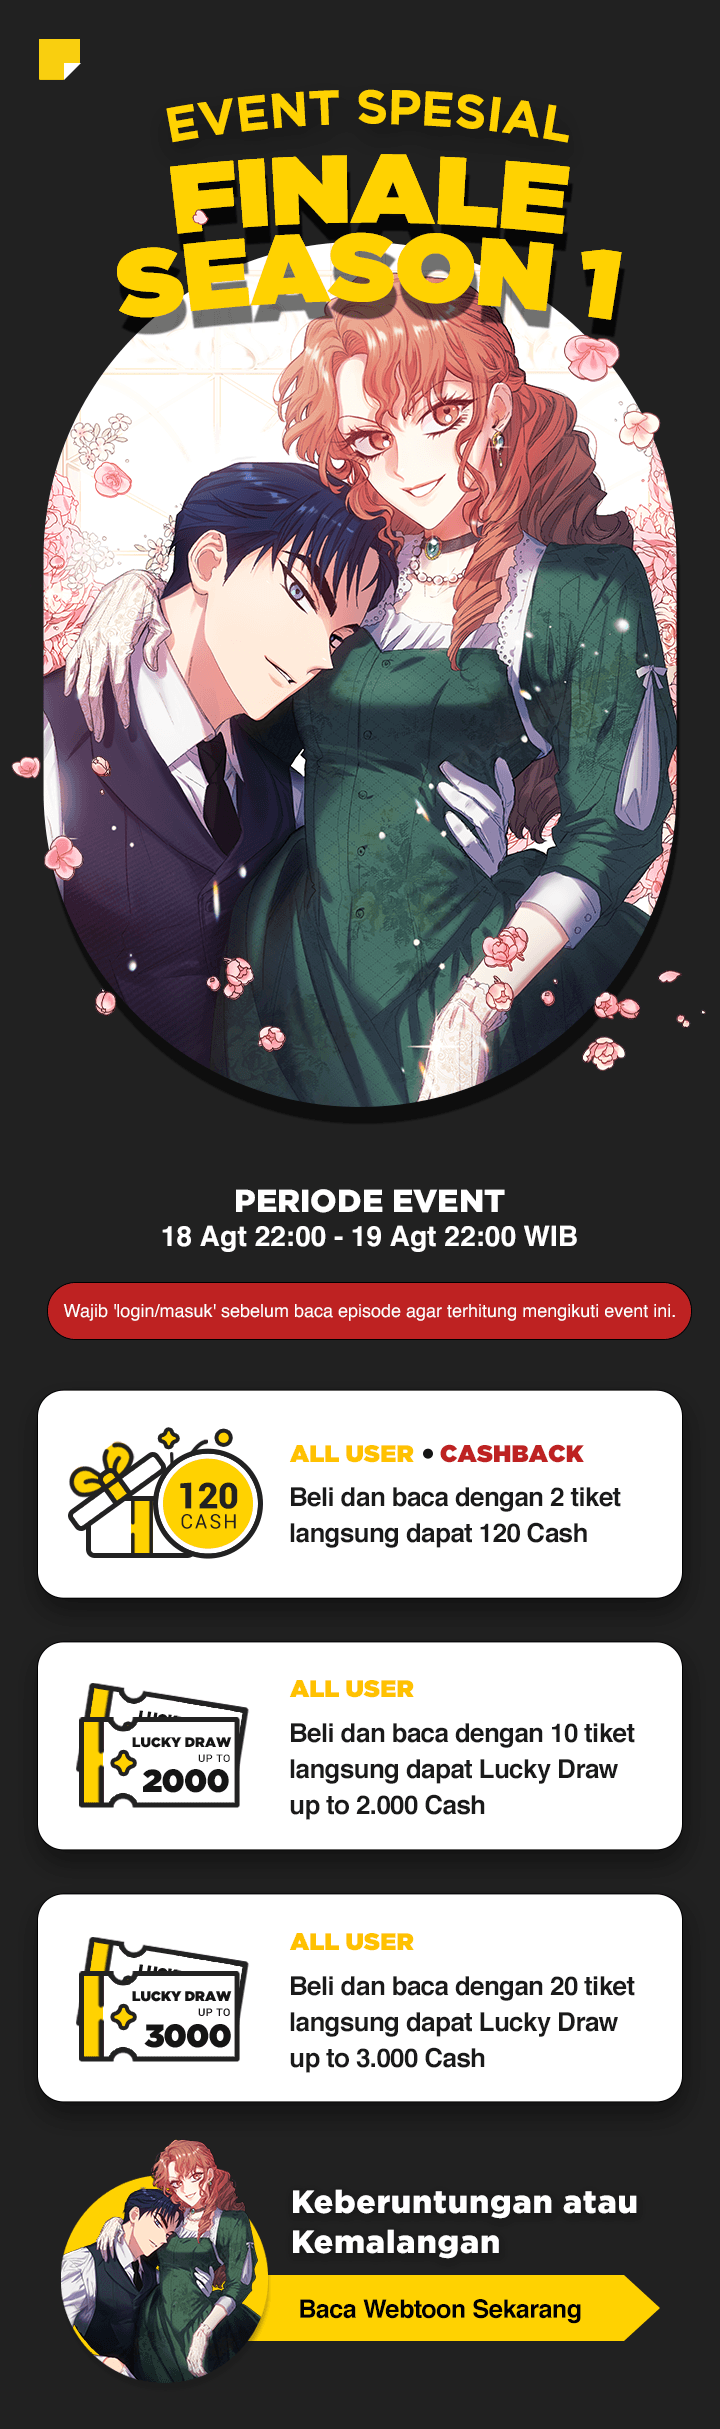 EVENT SPESIAL
FINALE
SEASON 1
PERIODE EVENT
18 Agt 22:00 - 19 Agt 22:00 WIB
Wajib 'login/masuk' sebelum baca episode agar terhitung mengikuti event ini.
120
CASH
ALL USER • CASHBACK
Beli dan baca dengan 2 tiket
langsung dapat 120 Cash
LUCKY DRAW
UP TO
2000
ALL USER
Beli dan baca dengan 10 tiket
langsung dapat Lucky Draw
up to 2.000 Cash
LUCKY DRAW
UP TO
3000
ALL USER
Beli dan baca dengan 20 tiket
langsung dapat Lucky Draw
up to 3.000 Cash
Keberuntungan atau
Kemalangan
Baca Webtoon Sekarang